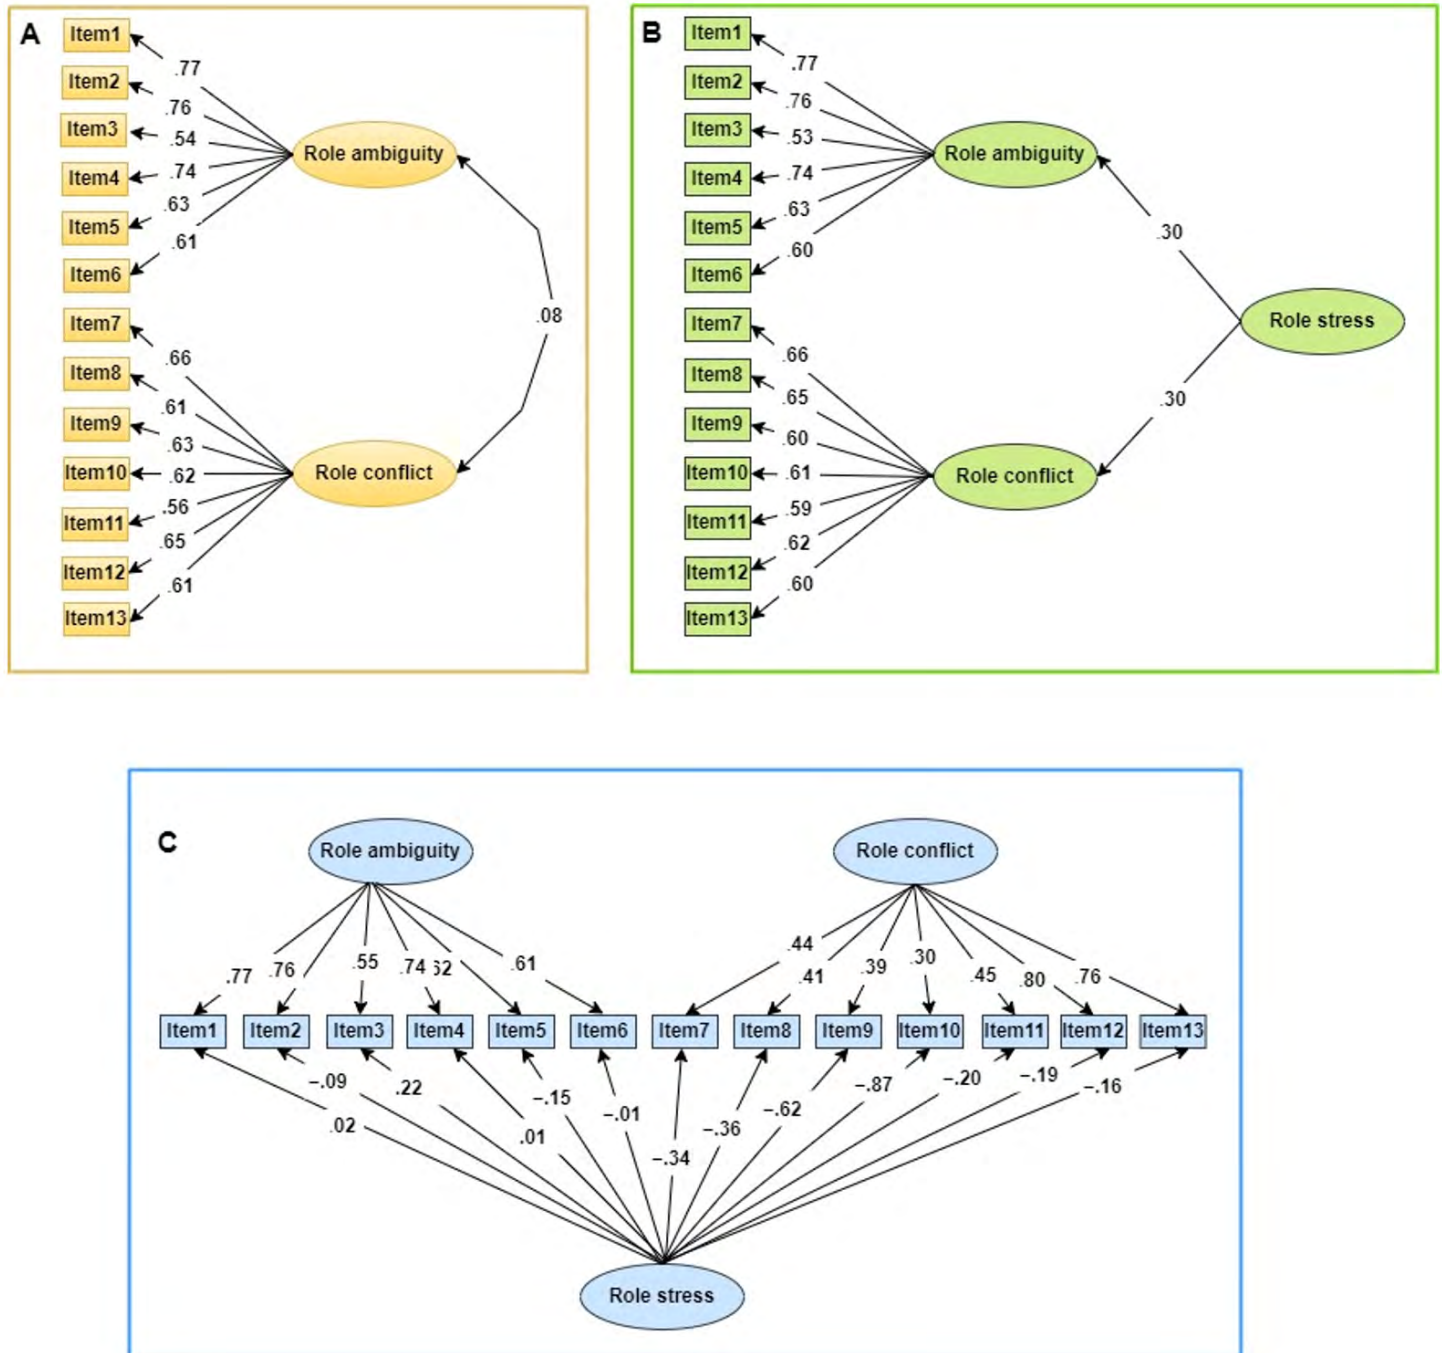 A
Item1
.77
Item2
.76
Item3
.54
Item4
.74
Item5
.63
Item6
.61
Role ambiguity
.08
Item7
.66
Item8
.61
Item9
.63
Item10
.62
Item11
.56
Item12
.65
Item13
.61
Role conflict
B
Item1
.77
Item2
.76
Item3
.53
Item4
.74
Item5
.63
Item6
.60
Role ambiguity
.30
Role stress
.30
Item7
.66
Item8
.65
Item9
.60
Item10
.61
Item11
.59
Item12
.62
Item13
.60
Role conflict
C
Role ambiguity
Role conflict
.77 .76 .55 .74 .61 .44 .41 .39 .30 .45 .80 .76
Item1 Item2 Item3 Item4 Item5 Item6 Item7 Item8 Item9 Item10 Item11 Item12 Item13
.02 –.09 .22 .01 –.15 –.01 –.34 –.36 –.62 –.87 –.20 –.19 –.16
Role stress